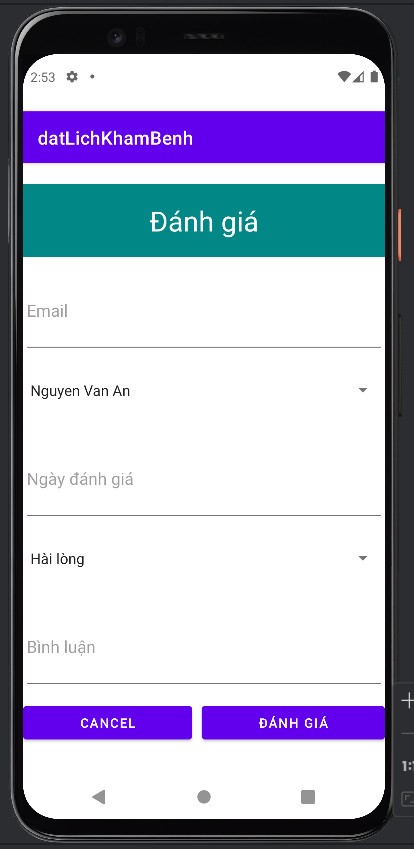 2:53
datLichKhamBenh
Đánh giá
Email
Nguyen Van An
Ngày đánh giá
Hài lòng
Bình luận
CANCEL ĐÁNH GIÁ